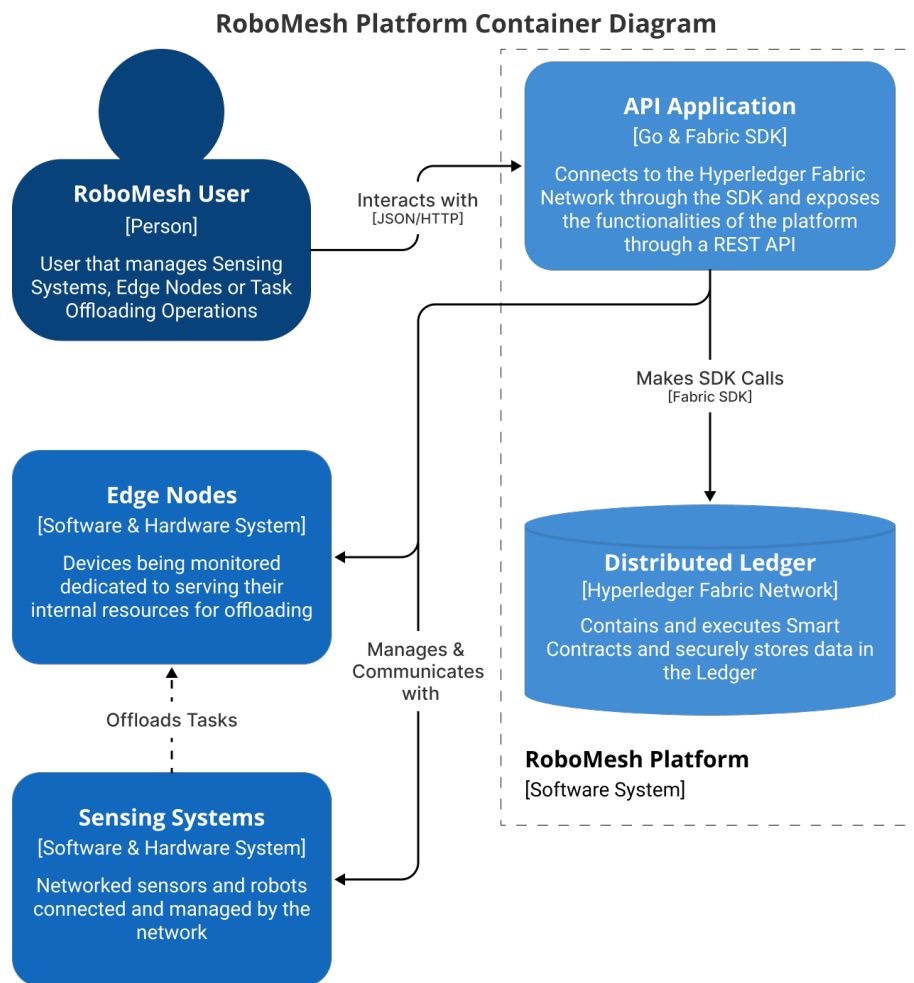 RoboMesh Platform Container Diagram
RoboMesh User
[Person]
User that manages Sensing
Systems, Edge Nodes or Task
Offloading Operations
Interacts with
[JSON/HTTP]
API Application
[Go & Fabric SDK]
Connects to the Hyperledger Fabric
Network through the SDK and exposes
the functionalities of the platform
through a REST API
Makes SDK Calls
[Fabric SDK]
Edge Nodes
[Software & Hardware System]
Devices being monitored
dedicated to serving their
internal resources for offloading
Distributed Ledger
[Hyperledger Fabric Network]
Contains and executes Smart
Contracts and securely stores data in
the Ledger
Manages &
Communicates
with
Offloads Tasks
RoboMesh Platform
[Software System]
Sensing Systems
[Software & Hardware System]
Networked sensors and robots
connected and managed by the
network